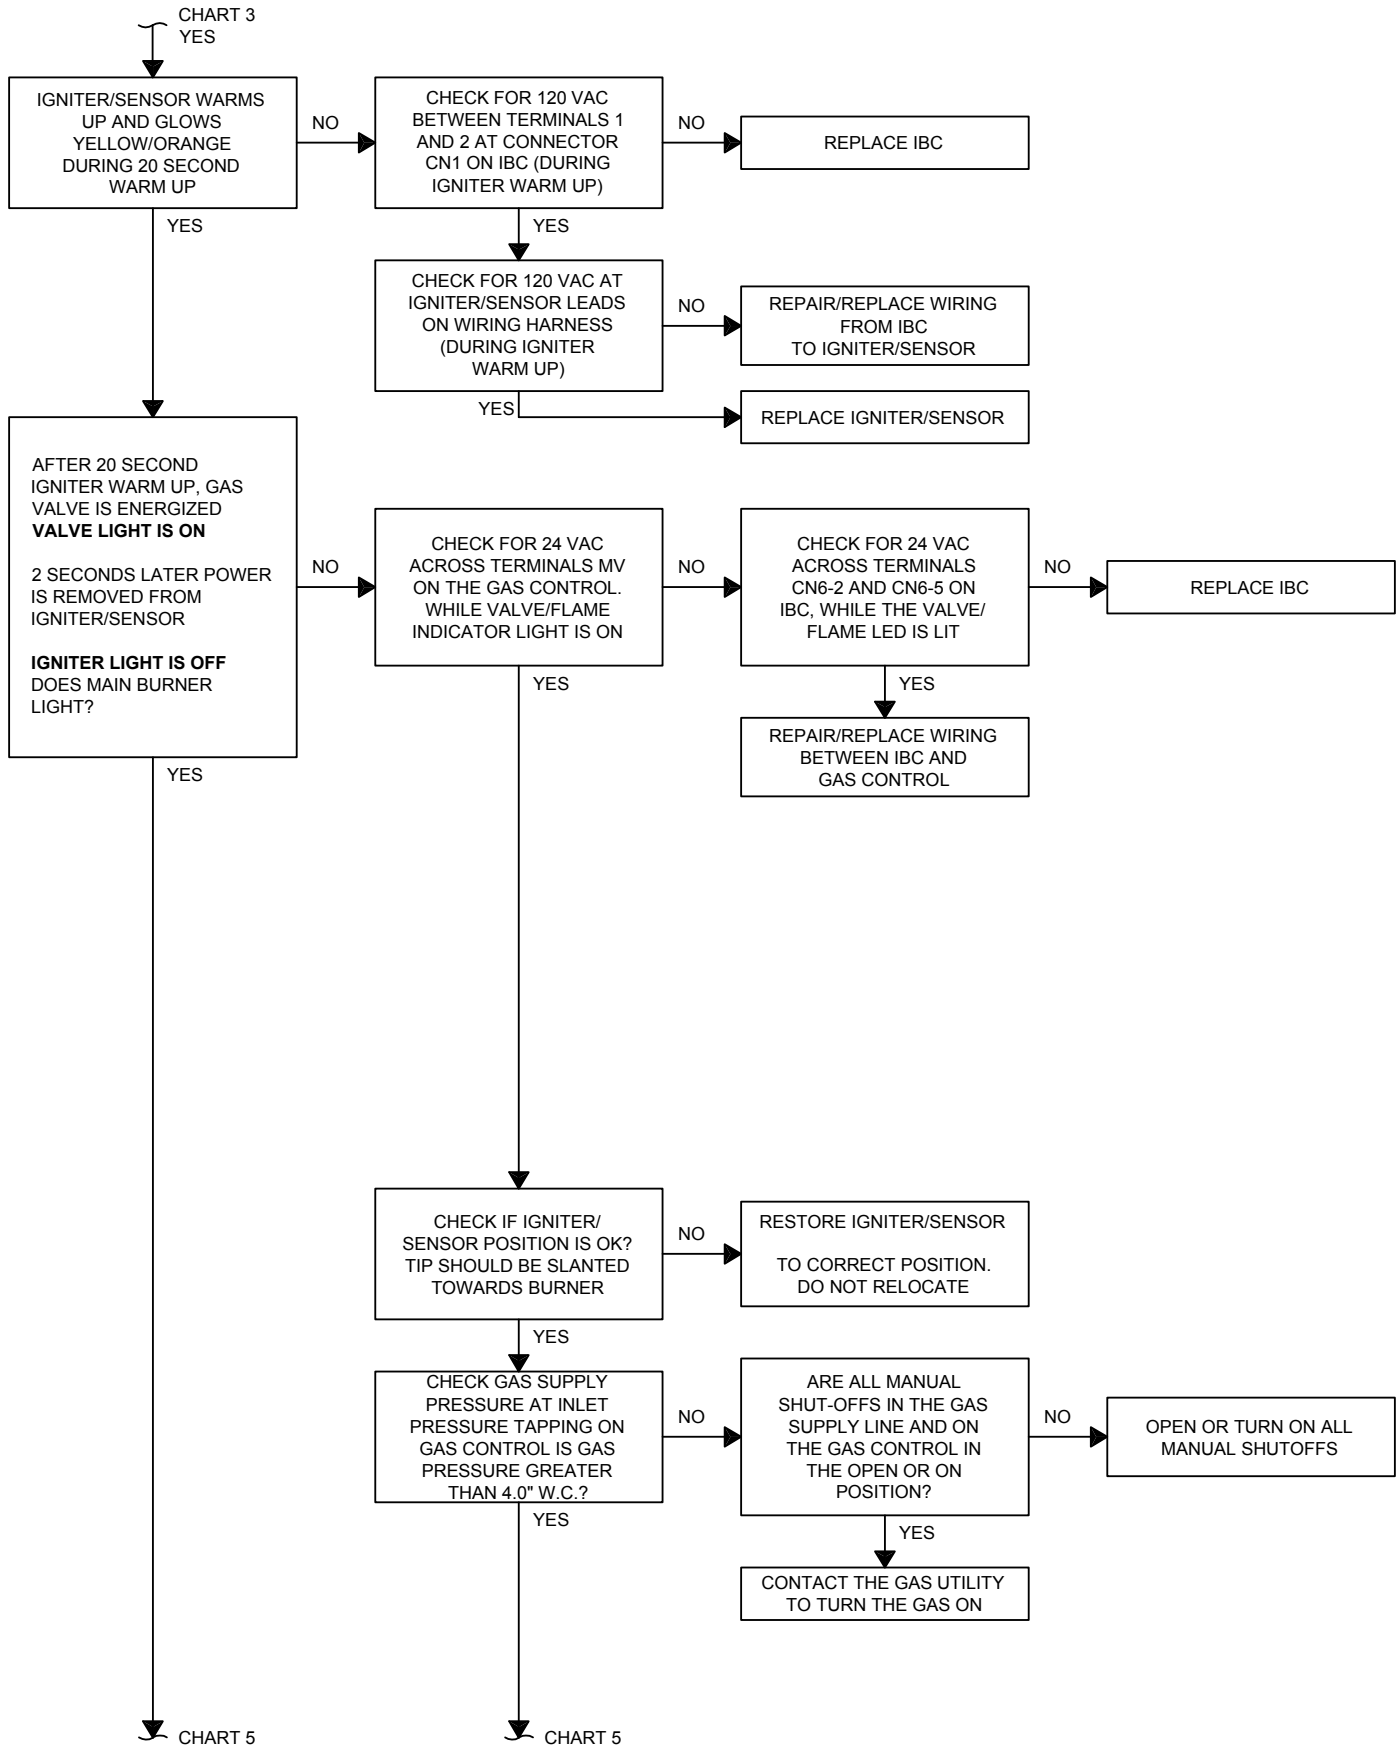 CHART 3
YES
IGNITER/SENSOR WARMS
UP AND GLOWS
YELLOW/ORANGE
DURING 20 SECOND
WARM UP
NO
CHECK FOR 120 VAC
BETWEEN TERMINALS 1
AND 2 AT CONNECTOR
CN1 ON IBC (DURING
IGNITER WARM UP)
NO
REPLACE IBC
YES
YES
CHECK FOR 120 VAC AT
IGNITER/SENSOR LEADS
ON WIRING HARNESS
(DURING IGNITER
WARM UP)
NO
REPAIR/REPLACE WIRING
FROM IBC
TO IGNITER/SENSOR
YES
REPLACE IGNITER/SENSOR
AFTER 20 SECOND
IGNITER WARM UP, GAS
VALVE IS ENERGIZED
VALVE LIGHT IS ON
2 SECONDS LATER POWER
IS REMOVED FROM
IGNITER/SENSOR
IGNITER LIGHT IS OFF
DOES MAIN BURNER
LIGHT?
NO
CHECK FOR 24 VAC
ACROSS TERMINALS MV
ON THE GAS CONTROL.
WHILE VALVE/FLAME
INDICATOR LIGHT IS ON
NO
CHECK FOR 24 VAC
ACROSS TERMINALS
CN6-2 AND CN6-5 ON
IBC, WHILE THE VALVE/
FLAME LED IS LIT
NO
REPLACE IBC
YES
YES
REPAIR/REPLACE WIRING
BETWEEN IBC AND
GAS CONTROL
YES
CHECK IF IGNITER/
SENSOR POSITION IS OK?
TIP SHOULD BE SLANTED
TOWARDS BURNER
NO
RESTORE IGNITER/SENSOR
TO CORRECT POSITION.
DO NOT RELOCATE
YES
CHECK GAS SUPPLY
PRESSURE AT INLET
PRESSURE TAPPING ON
GAS CONTROL IS GAS
PRESSURE GREATER
THAN 4.0" W.C.?
NO
ARE ALL MANUAL
SHUT-OFFS IN THE GAS
SUPPLY LINE AND ON
THE GAS CONTROL IN
THE OPEN OR ON
POSITION?
NO
OPEN OR TURN ON ALL
MANUAL SHUTOFFS
YES
YES
CONTACT THE GAS UTILITY
TO TURN THE GAS ON
CHART 5
CHART 5